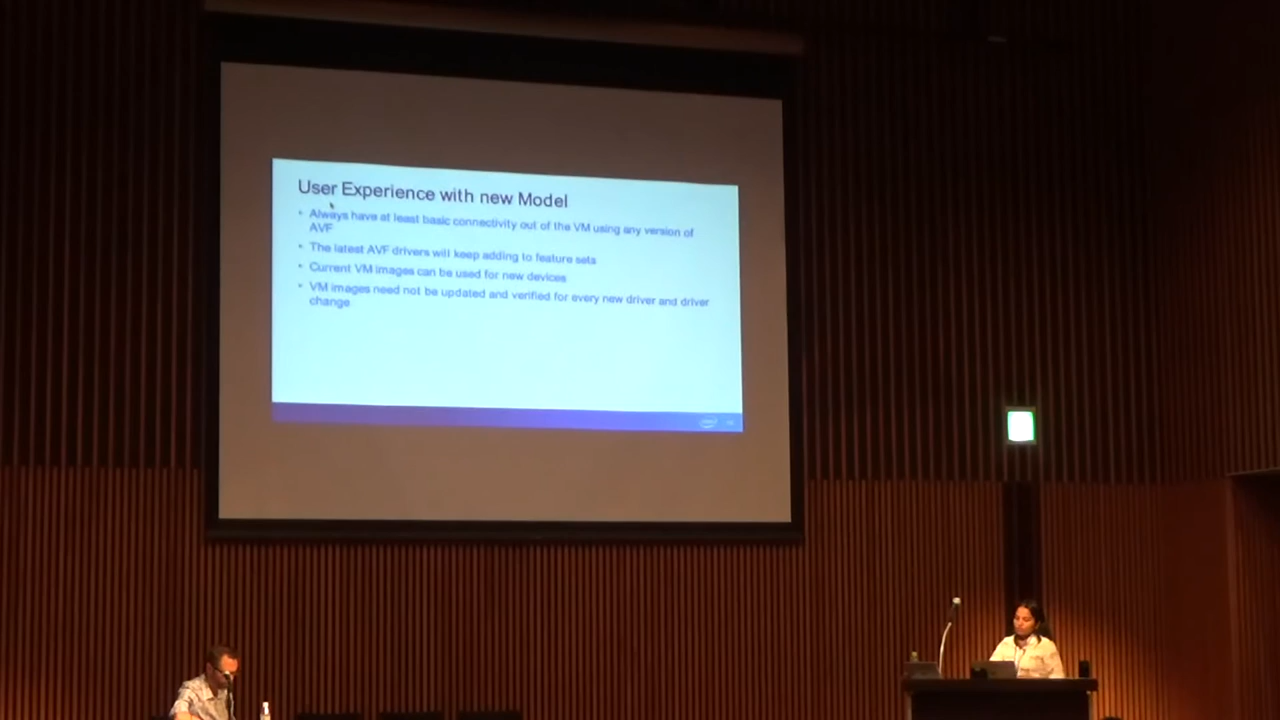 User Experience with new Model
• Always have at least basic connectivity out of the VM using any version of
AVF
• The latest AVF drivers will keep adding to feature sets
• Current VM images can be used for new devices
• VM images need not be updated and verified for every new driver and driver
change
intel